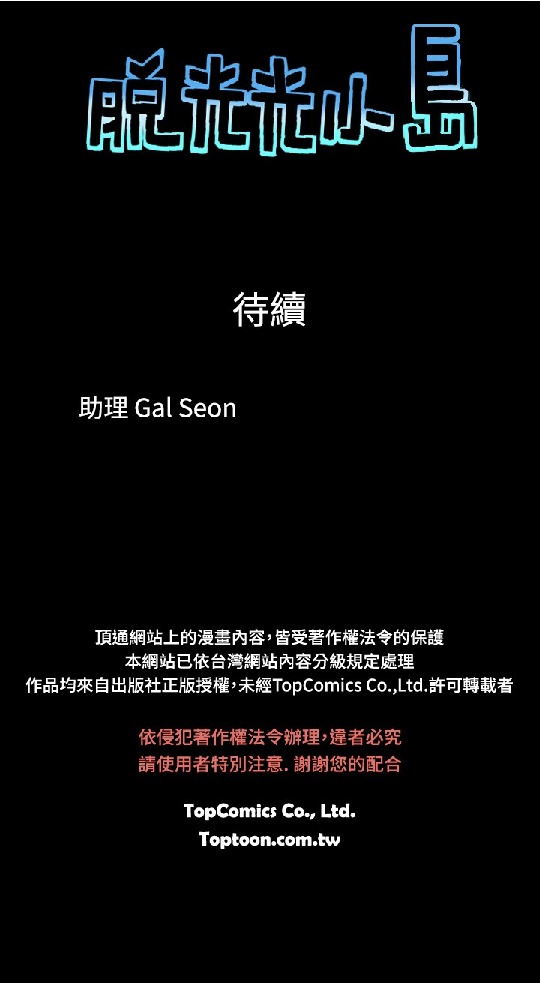 脫光光小島
待續
助理 Gal Seon
頂通網站上的漫畫內容，皆受著作權法令的保護
本網站已依台灣網站內容分級規定處理
作品均來自出版社正版授權，未經TopComics Co.,Ltd.許可轉載者
依侵犯著作權法令辦理，違者必究
請使用者特別注意. 謝謝您的配合
TopComics Co., Ltd.
Toptoon.com.tw